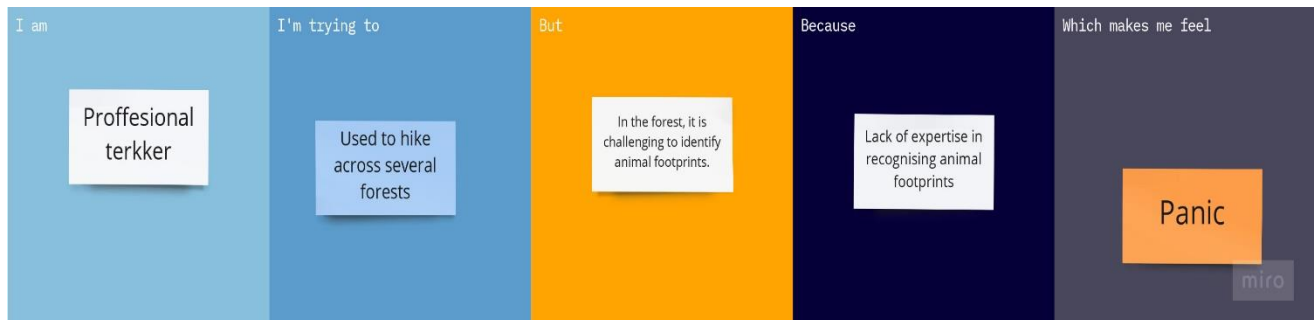 I am
Proffesional
terkker
I'm trying to
Used to hike
across several
forests
But
In the forest, it is
challenging to identify
animal footprints.
Because
Lack of expertise in
recognising animal
footprints
Which makes me feel
Panic
miro